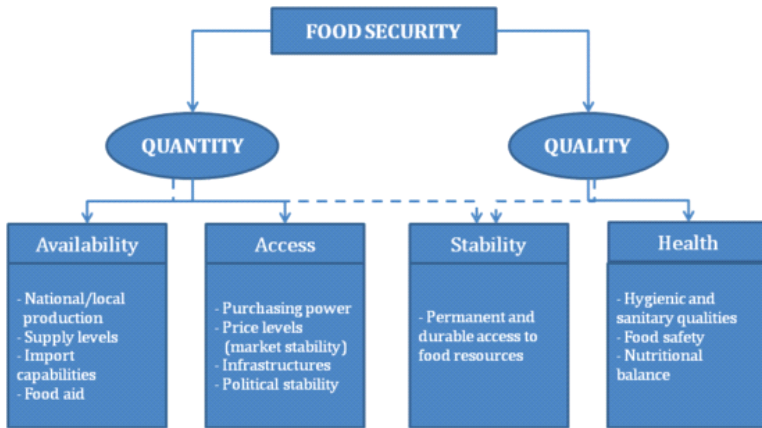 FOOD SECURITY
QUANTITY
QUALITY
Availability
- National/local
production
- Supply levels
- Import
capabilities
- Food aid
Access
- Purchasing power
- Price levels
(market stability)
- Infrastructures
- Political stability
Stability
- Permanent and
durable access to
food resources
Health
- Hygienic and
sanitary qualities
- Food safety
- Nutritional
balance